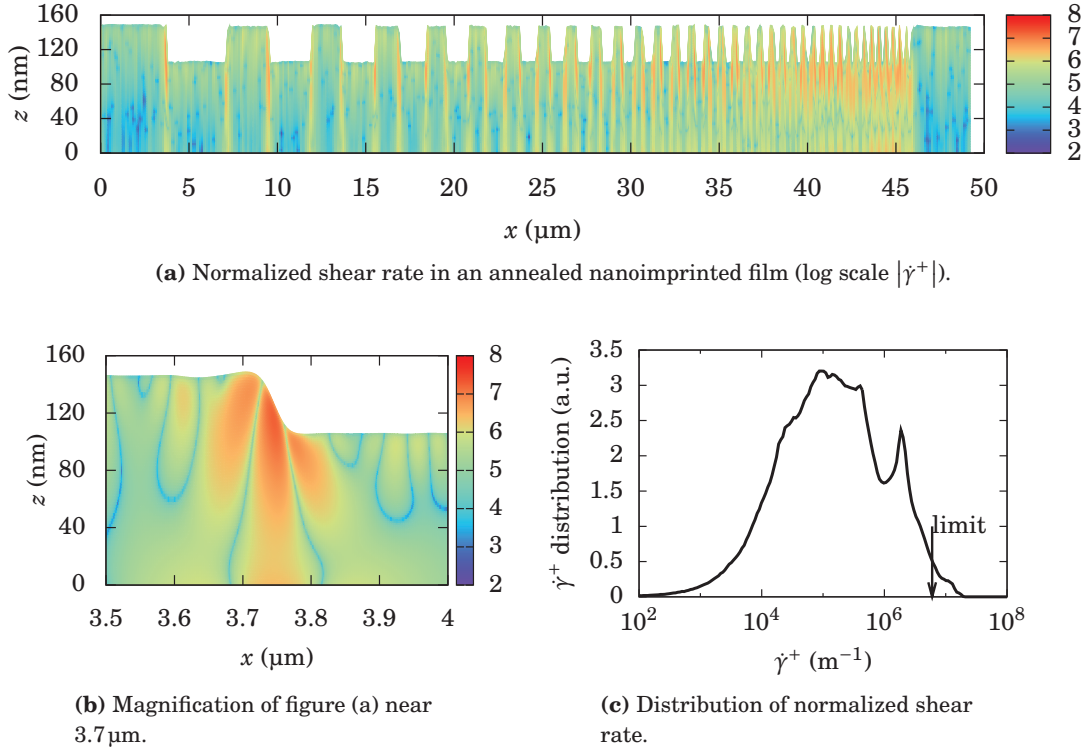 160
120
80
40
0
z (nm)
0 5 10 15 20 25 30 35 40 45 50
x (µm)
8
7
6
5
4
3
2
(a) Normalized shear rate in an annealed nanoimprinted film (log scale |γ̇⁺|).
160
120
80
40
0
z (nm)
3.5 3.6 3.7 3.8 3.9 4
x (µm)
8
7
6
5
4
3
2
(b) Magnification of figure (a) near
3.7 µm.
3.5
3
2.5
2
1.5
1
0.5
0
γ̇⁺ distribution (a.u.)
limit
10² 10⁴ 10⁶ 10⁸
γ̇⁺ (m⁻¹)
(c) Distribution of normalized shear
rate.